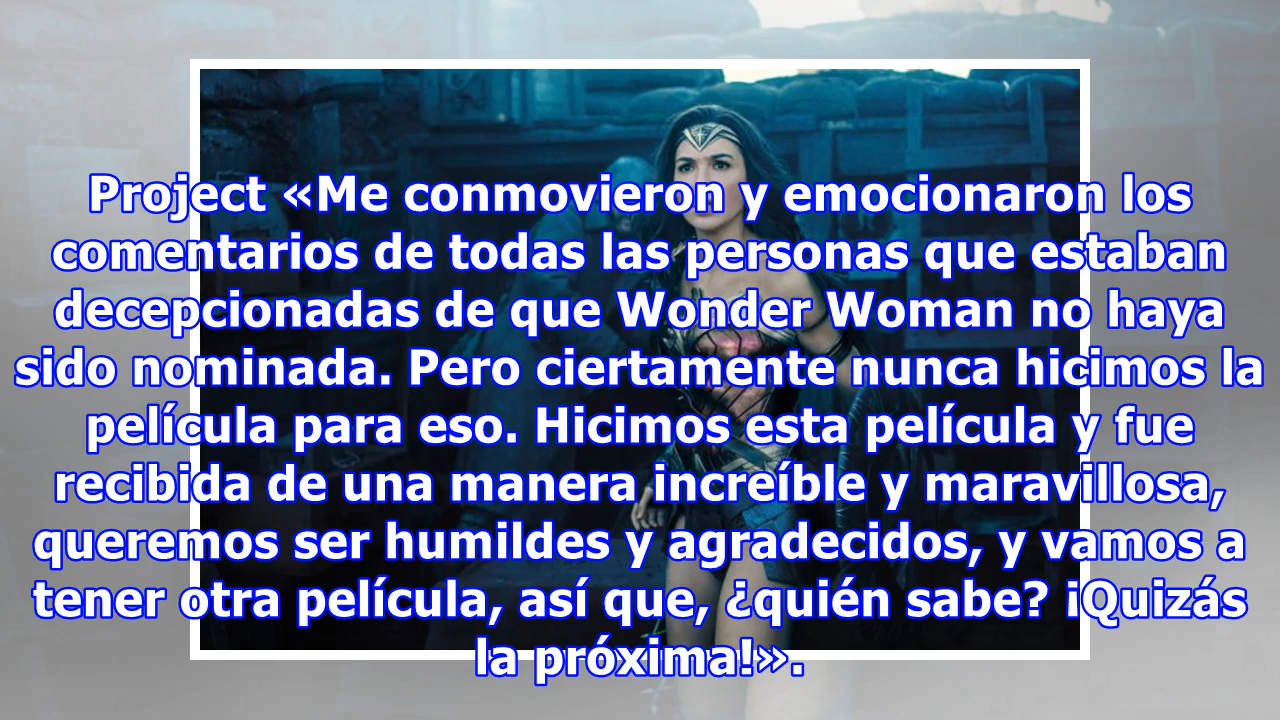 Project «Me conmovieron y emocionaron los
comentarios de todas las personas que estaban
decepcionadas de que Wonder Woman no haya
sido nominada. Pero ciertamente nunca hicimos la
película para eso. Hicimos esta película y fue
recibida de una manera increíble y maravillosa,
queremos ser humildes y agradecidos, y vamos a
tener otra película, así que, ¿quién sabe? ¡Quizás
la próxima!».